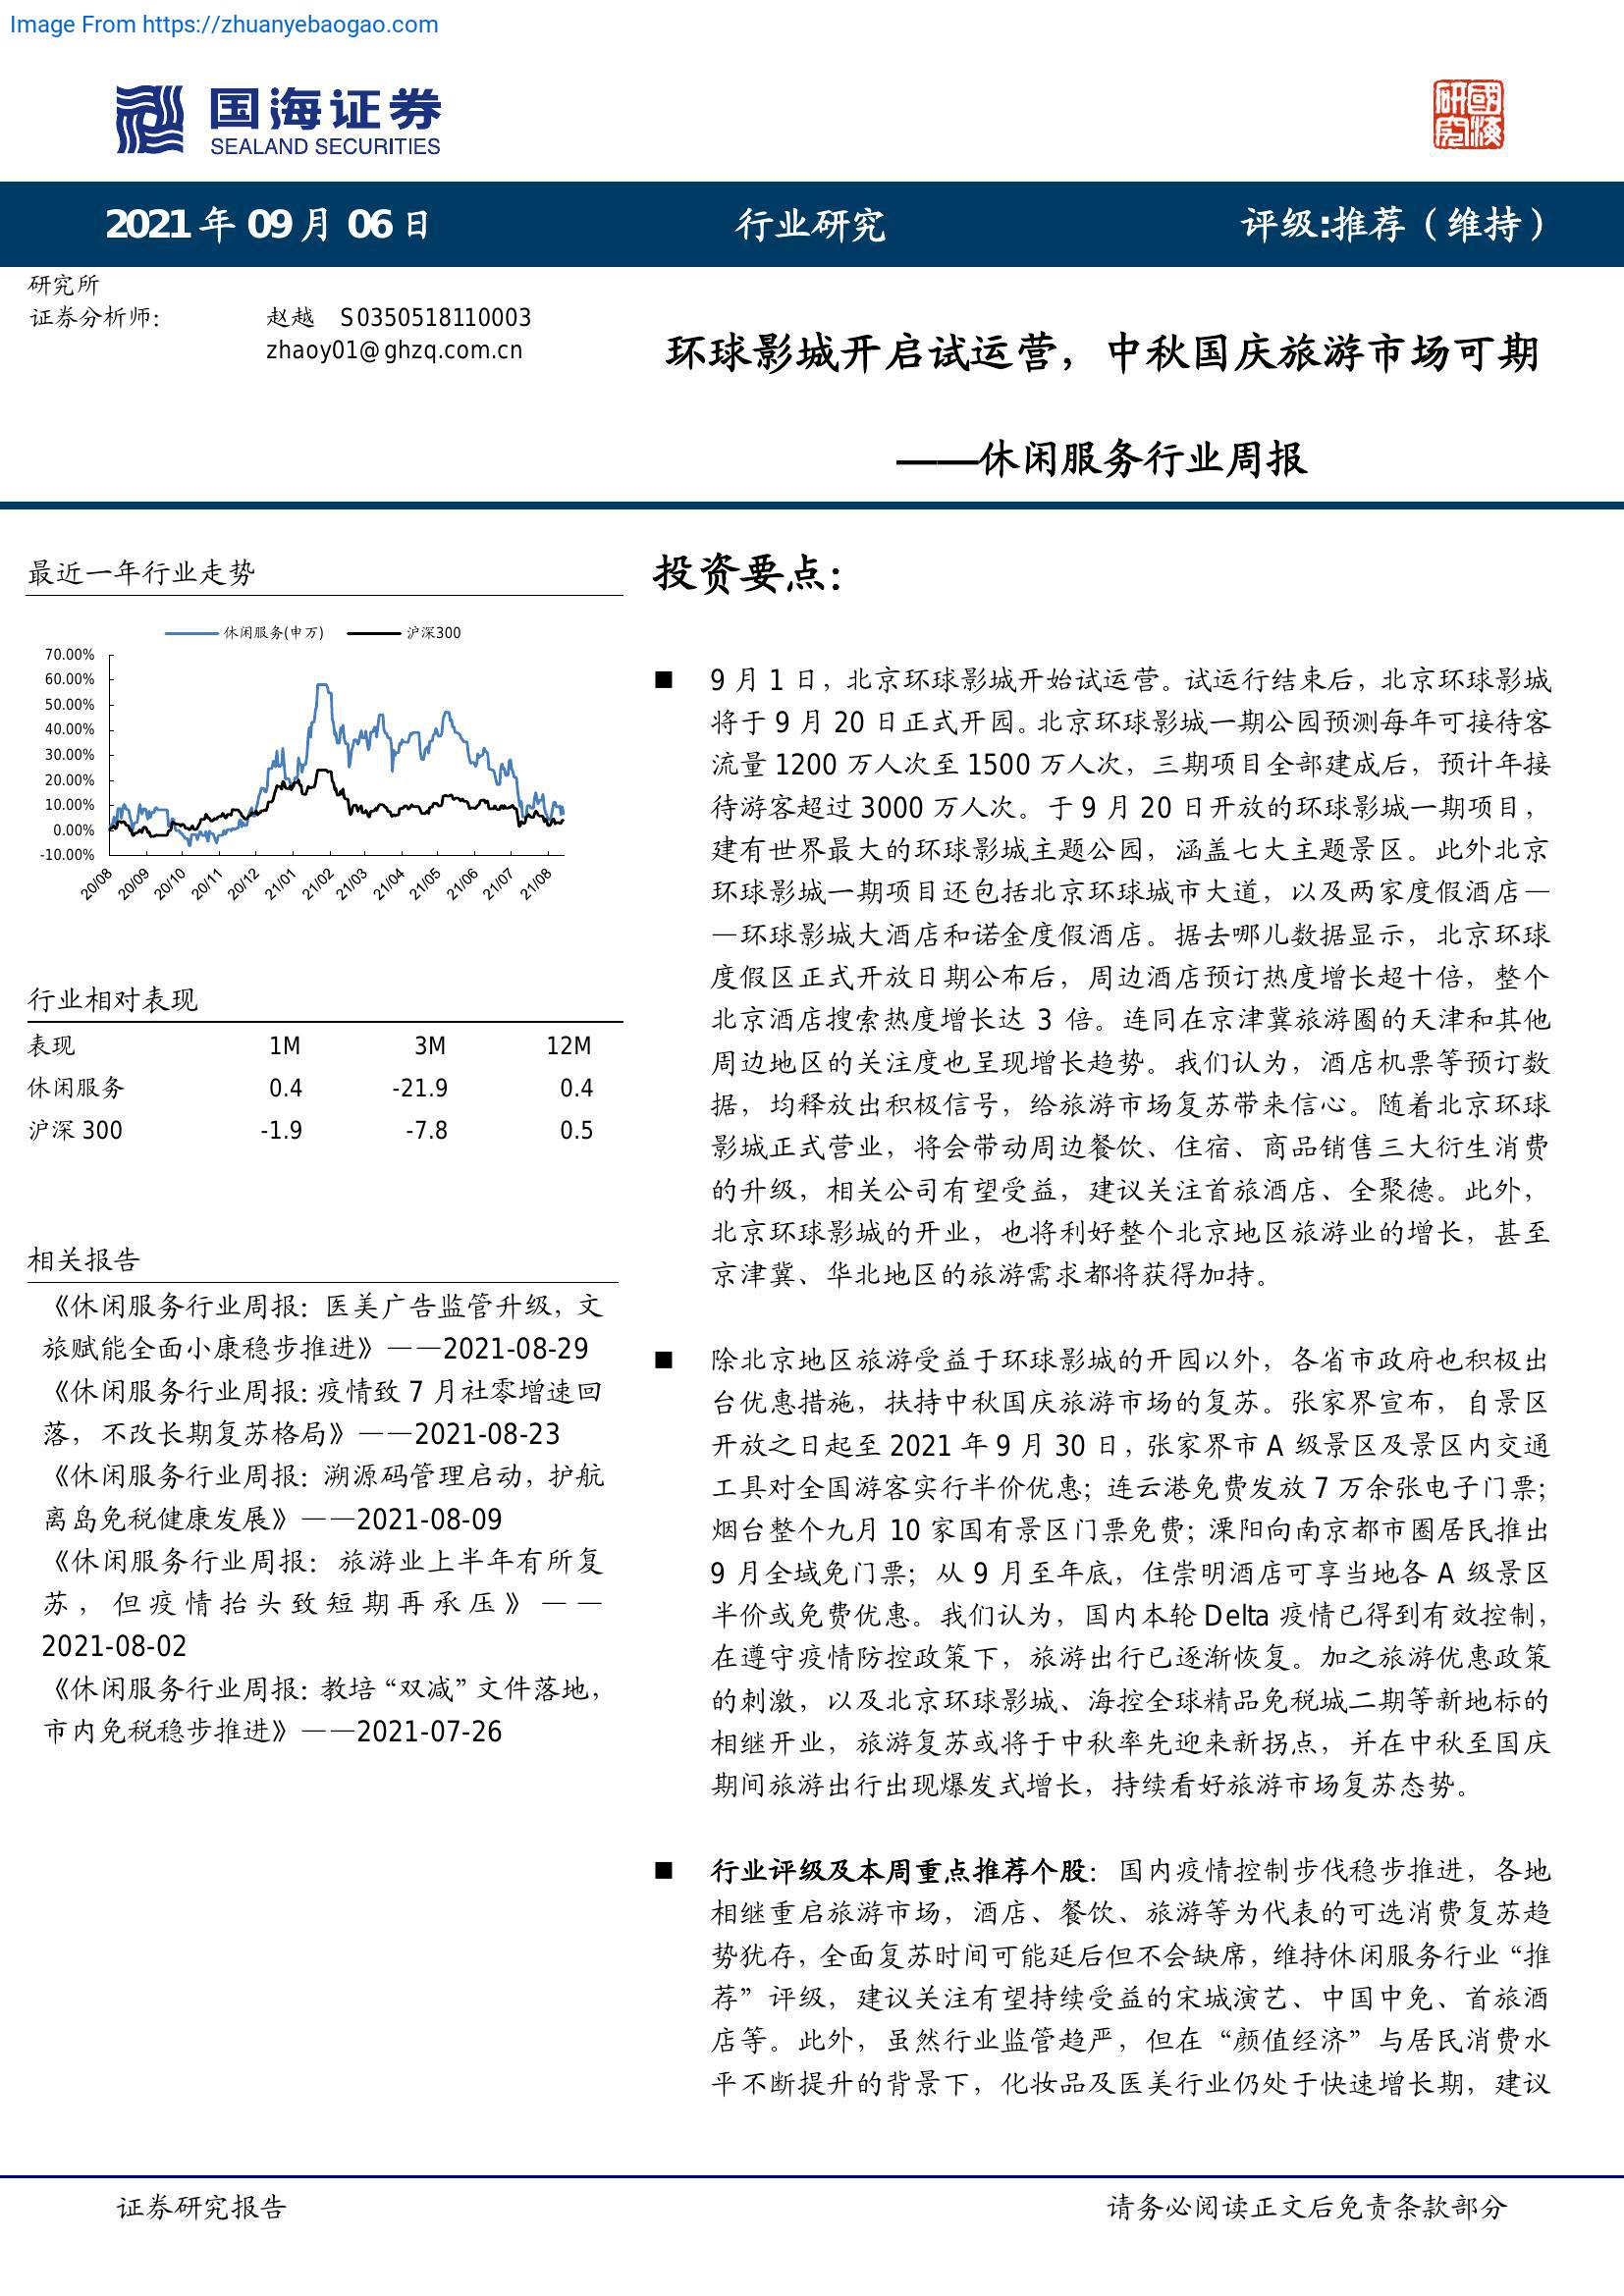 Image From https://zhuanyebaogao.com
国海证券
SEALAND SECURITIES
研究
國海
2021 年 09 月 06 日
行业研究
评级:推荐（维持）
研究所
证券分析师： 赵越 S0350518110003
zhaoy01@ghzq.com.cn
环球影城开启试运营，中秋国庆旅游市场可期
——休闲服务行业周报
最近一年行业走势
休闲服务(申万) 沪深300
70.00%
60.00%
50.00%
40.00%
30.00%
20.00%
10.00%
0.00%
-10.00%
20/08 20/09 20/10 20/11 20/12 21/01 21/02 21/03 21/04 21/05 21/06 21/07 21/08
行业相对表现
表现 1M 3M 12M
休闲服务 0.4 -21.9 0.4
沪深 300 -1.9 -7.8 0.5
相关报告
《休闲服务行业周报：医美广告监管升级，文
旅赋能全面小康稳步推进》——2021-08-29
《休闲服务行业周报：疫情致 7 月社零增速回
落，不改长期复苏格局》——2021-08-23
《休闲服务行业周报：溯源码管理启动，护航
离岛免税健康发展》——2021-08-09
《休闲服务行业周报：旅游业上半年有所复
苏，但疫情抬头致短期再承压》——
2021-08-02
《休闲服务行业周报：教培“双减”文件落地，
市内免税稳步推进》——2021-07-26
投资要点：
■ 9 月 1 日，北京环球影城开始试运营。试运行结束后，北京环球影城
将于 9 月 20 日正式开园。北京环球影城一期公园预测每年可接待客
流量 1200 万人次至 1500 万人次，三期项目全部建成后，预计年接
待游客超过 3000 万人次。于 9 月 20 日开放的环球影城一期项目，
建有世界最大的环球影城主题公园，涵盖七大主题景区。此外北京
环球影城一期项目还包括北京环球城市大道，以及两家度假酒店—
—环球影城大酒店和诺金度假酒店。据去哪儿数据显示，北京环球
度假区正式开放日期公布后，周边酒店预订热度增长超十倍，整个
北京酒店搜索热度增长达 3 倍。连同在京津冀旅游圈的天津和其他
周边地区的关注度也呈现增长趋势。我们认为，酒店机票等预订数
据，均释放出积极信号，给旅游市场复苏带来信心。随着北京环球
影城正式营业，将会带动周边餐饮、住宿、商品销售三大衍生消费
的升级，相关公司有望受益，建议关注首旅酒店、全聚德。此外，
北京环球影城的开业，也将利好整个北京地区旅游业的增长，甚至
京津冀、华北地区的旅游需求都将获得加持。
■ 除北京地区旅游受益于环球影城的开园以外，各省市政府也积极出
台优惠措施，扶持中秋国庆旅游市场的复苏。张家界宣布，自景区
开放之日起至 2021 年 9 月 30 日，张家界市 A 级景区及景区内交通
工具对全国游客实行半价优惠；连云港免费发放 7 万余张电子门票；
烟台整个九月 10 家国有景区门票免费；溧阳向南京都市圈居民推出
9 月全域免门票；从 9 月至年底，住崇明酒店可享当地各 A 级景区
半价或免费优惠。我们认为，国内本轮 Delta 疫情已得到有效控制，
在遵守疫情防控政策下，旅游出行已逐渐恢复。加之旅游优惠政策
的刺激，以及北京环球影城、海控全球精品免税城二期等新地标的
相继开业，旅游复苏或将于中秋率先迎来新拐点，并在中秋至国庆
期间旅游出行出现爆发式增长，持续看好旅游市场复苏态势。
■ 行业评级及本周重点推荐个股：国内疫情控制步伐稳步推进，各地
相继重启旅游市场，酒店、餐饮、旅游等为代表的可选消费复苏趋
势犹存，全面复苏时间可能延后但不会缺席，维持休闲服务行业“推
荐”评级，建议关注有望持续受益的宋城演艺、中国中免、首旅酒
店等。此外，虽然行业监管趋严，但在“颜值经济”与居民消费水
平不断提升的背景下，化妆品及医美行业仍处于快速增长期，建议
证券研究报告
请务必阅读正文后免责条款部分